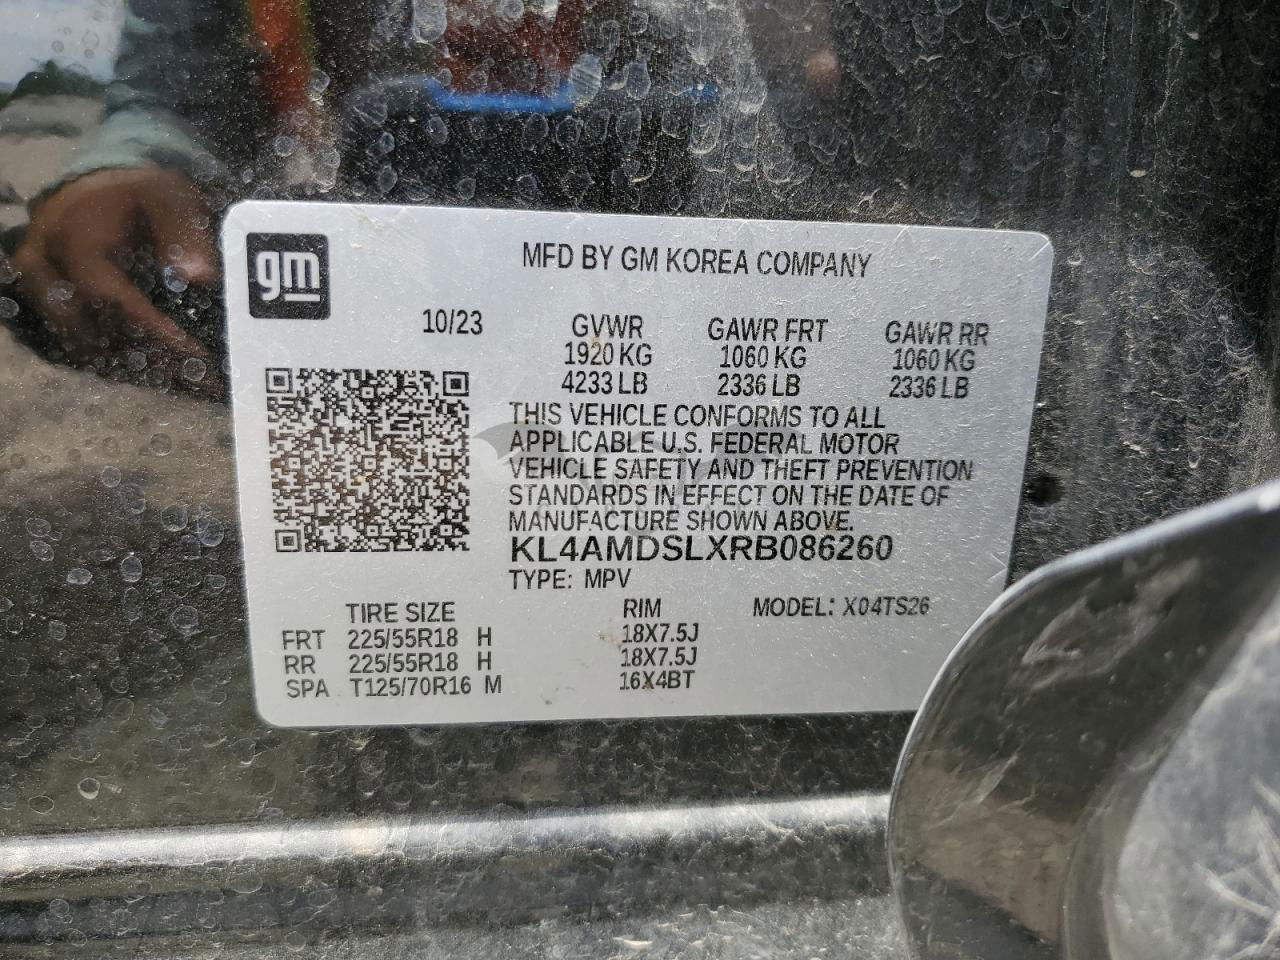 gm
MFD BY GM KOREA COMPANY
10/23
GVWR GAWR FRT GAWR RR
1920 KG 1060 KG 1060 KG
4233 LB 2336 LB 2336 LB
THIS VEHICLE CONFORMS TO ALL
APPLICABLE U.S. FEDERAL MOTOR
VEHICLE SAFETY AND THEFT PREVENTION
STANDARDS IN EFFECT ON THE DATE OF
MANUFACTURE SHOWN ABOVE.
KL4AMDSLXRB086260
TYPE: MPV
TIRE SIZE RIM MODEL: X04TS26
FRT 225/55R18 H 18X7.5J
RR 225/55R18 H 18X7.5J
SPA T125/70R16 M 16X4BT